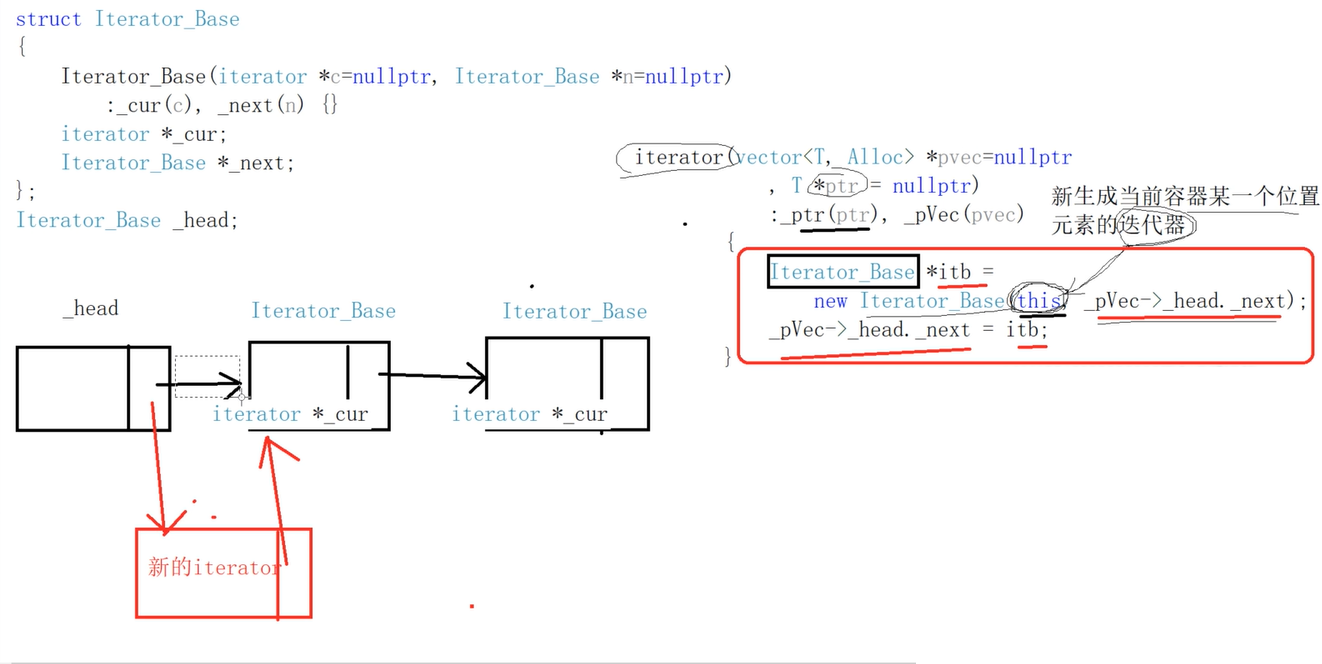 struct Iterator_Base
{
Iterator_Base(iterator *c=nullptr, Iterator_Base *n=nullptr)
:_cur(c), _next(n) {}
iterator *_cur;
Iterator_Base *_next;
};
Iterator_Base _head;
iterator(vector<T, Alloc> *pvec=nullptr
, T *ptr = nullptr)
:_ptr(ptr), _pVec(pvec)
{
Iterator_Base *itb =
new Iterator_Base(this, _pVec->_head._next);
_pVec->_head._next = itb;
}
新生成当前容器某一个位置
元素的迭代器
_head
Iterator_Base
Iterator_Base
iterator *_cur
iterator *_cur
新的iterator